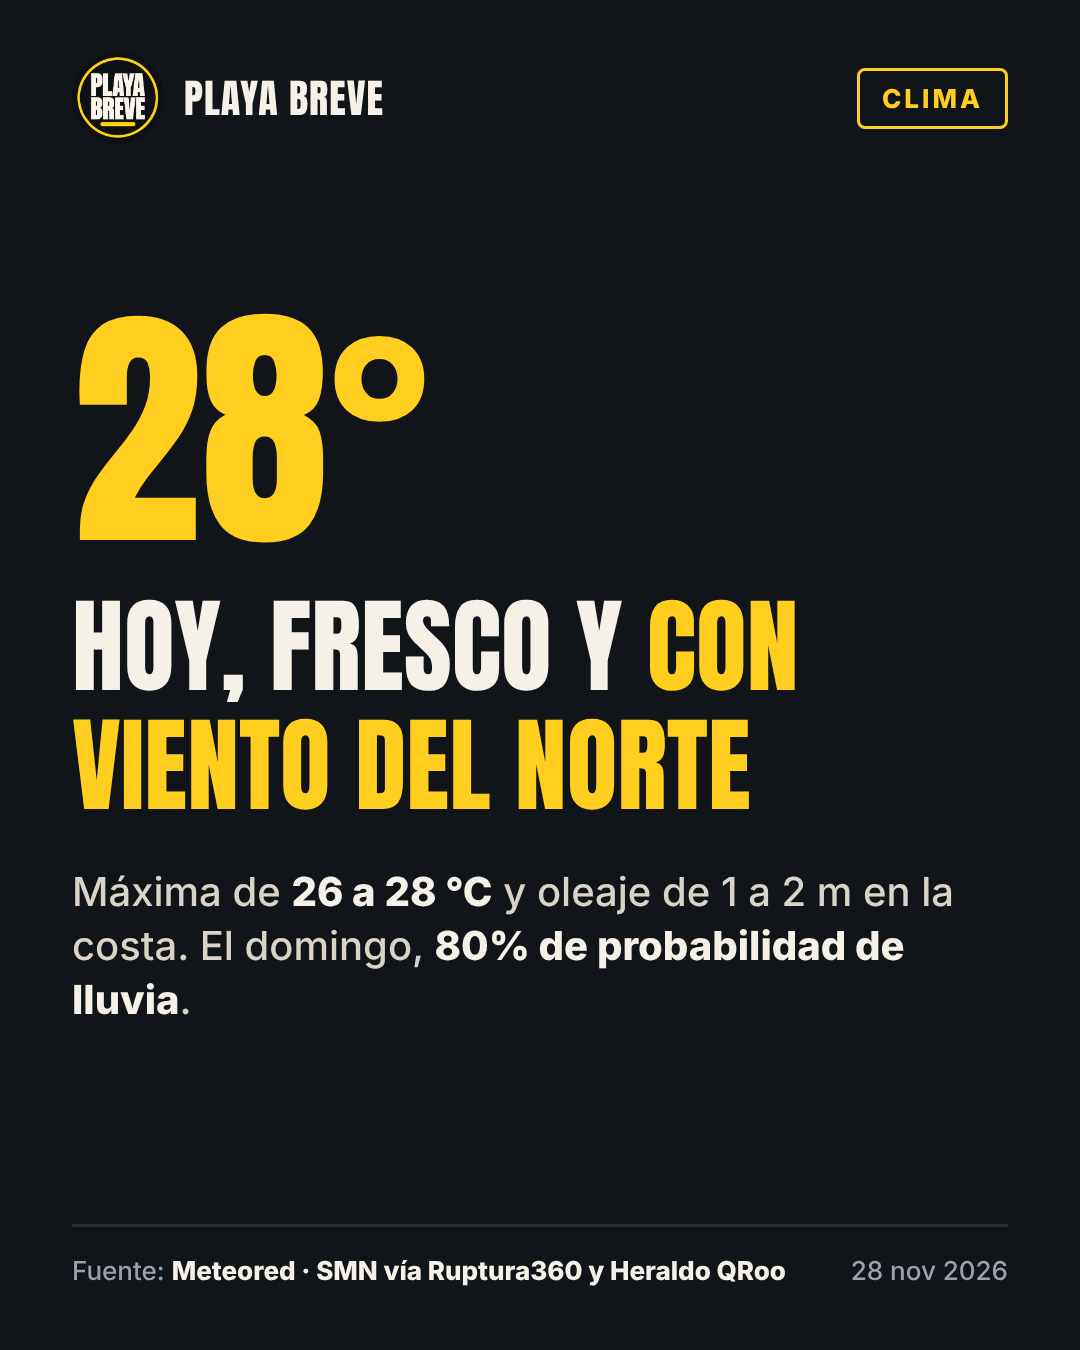 PLAYA
BREVE
PLAYA BREVE
CLIMA
28°
HOY, FRESCO Y CON
VIENTO DEL NORTE
Máxima de 26 a 28 °C y oleaje de 1 a 2 m en la
costa. El domingo, 80% de probabilidad de
lluvia.
Fuente: Meteored · SMN vía Ruptura360 y Heraldo QRoo
28 nov 2026